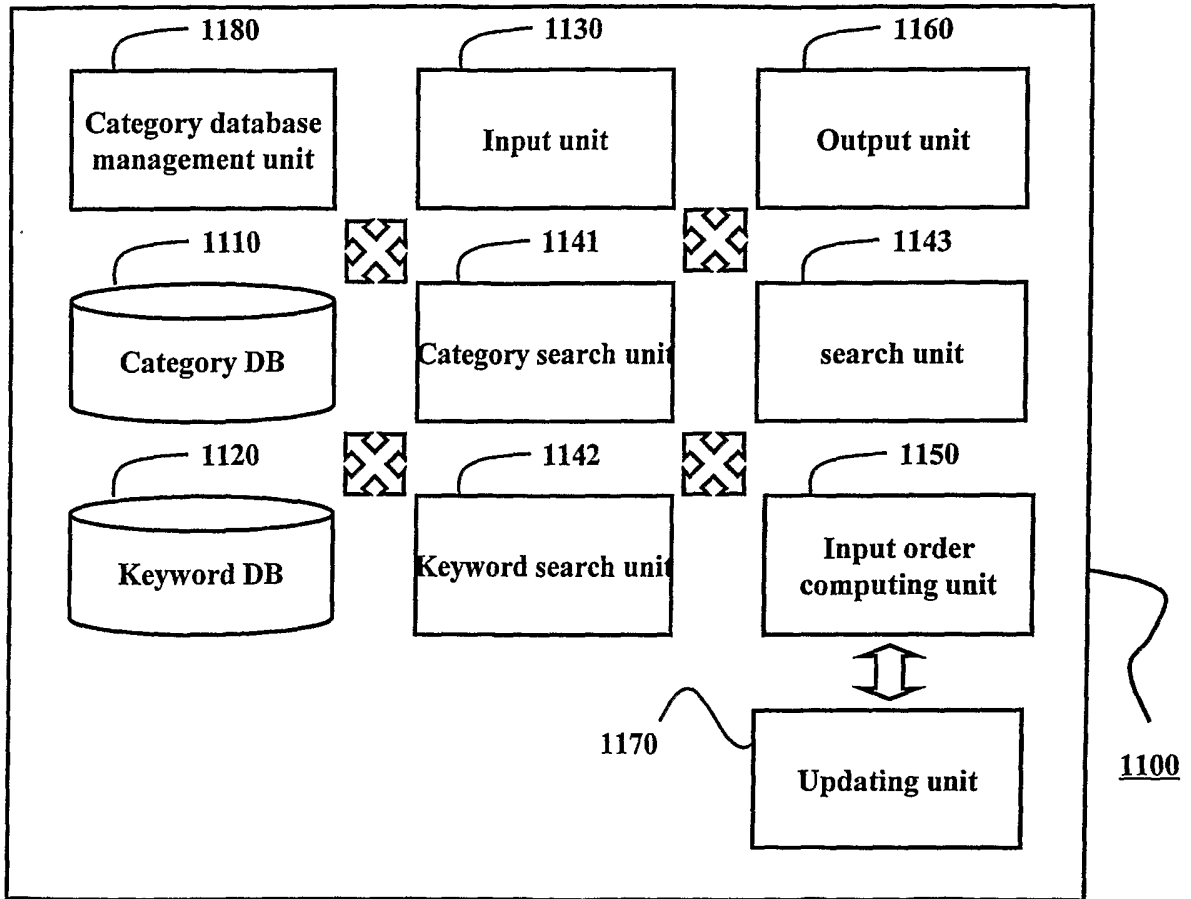 1180
1130
1160
Category database
management unit
Input unit
Output unit
1110
1141
1143
Category DB
Category search unit
search unit
1120
1142
1150
Keyword DB
Keyword search unit
Input order
computing unit
1170
Updating unit
1100